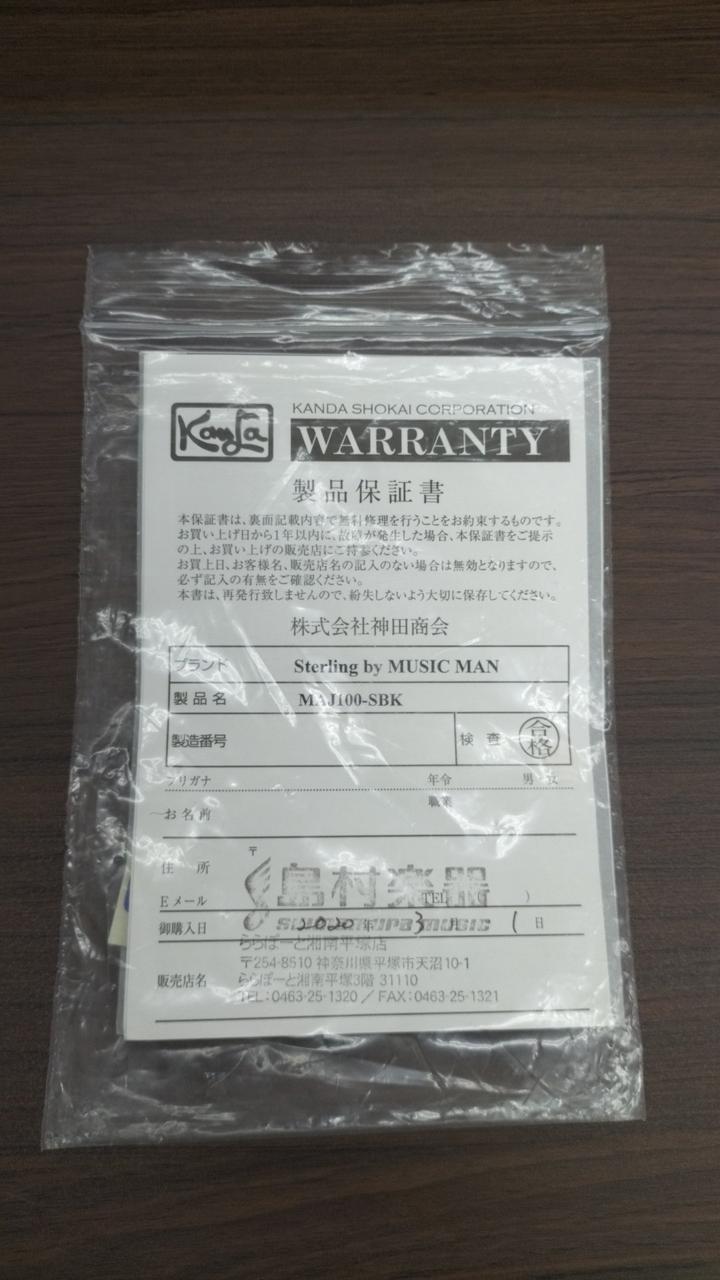 Kanda
KANDA SHOKAI CORPORATION
WARRANTY
製品保証書
本保証書は、裏面記載内容で無料修理を行うことをお約束するものです。
お買い上げ日から1年以内に、故障が発生した場合、本保証書をご提示
の上、お買い上げの販売店にご持参ください。
お買上日、お客様名、販売店名の記入のない場合は無効となりますので、
必ず記入の有無をご確認ください。
本書は、再発行致しませんので、紛失しないよう大切に保存してください。
株式会社神田商会
ブランド Sterling by MUSIC MAN
製品名 MAJ100-SBK
製造番号 検査 合格
フリガナ 年令 男・女
お名前 職業
住所 〒
島村楽器
Eメール TEL ( )
SHIMAMURA MUSIC
御購入日 2020年 3月 1日
ららぽーと湘南平塚店
〒254-8510 神奈川県平塚市天沼10-1
販売店名 ららぽーと湘南平塚3階 31110
TEL:0463-25-1320／FAX:0463-25-1321